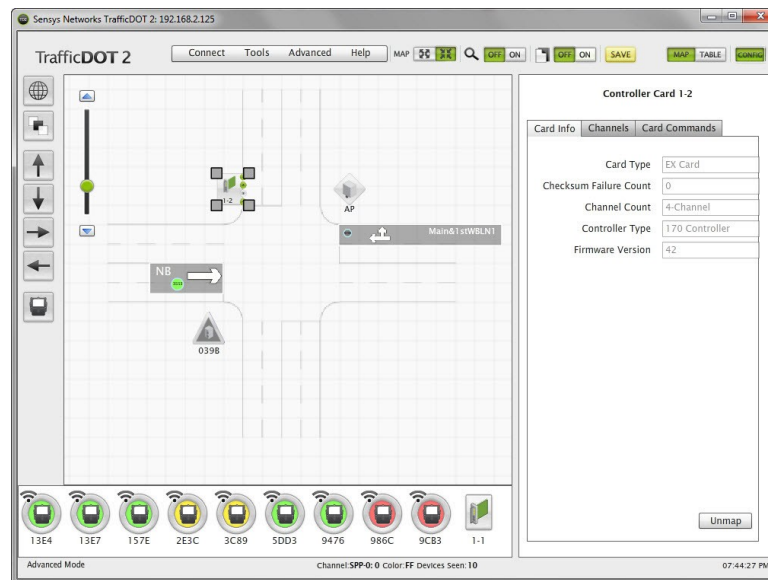 Sensys Networks TrafficDOT 2: 192.168.2.125
TrafficDOT 2
Connect Tools Advanced Help
MAP
OFF ON
OFF ON
SAVE
MAP TABLE
CONFIG
Controller Card 1-2
Card Info Channels Card Commands
Card Type EX Card
Checksum Failure Count 0
Channel Count 4-Channel
Controller Type 170 Controller
Firmware Version 42
1-2
AP
Main&1stWBLN1
NB
039B
Unmap
13E4 13E7 157E 2E3C 3C89 5DD3 9476 986C 9CB3 1-1
Advanced Mode
Channel:SPP-0: 0 Color:FF Devices Seen:10
07:44:27 PM